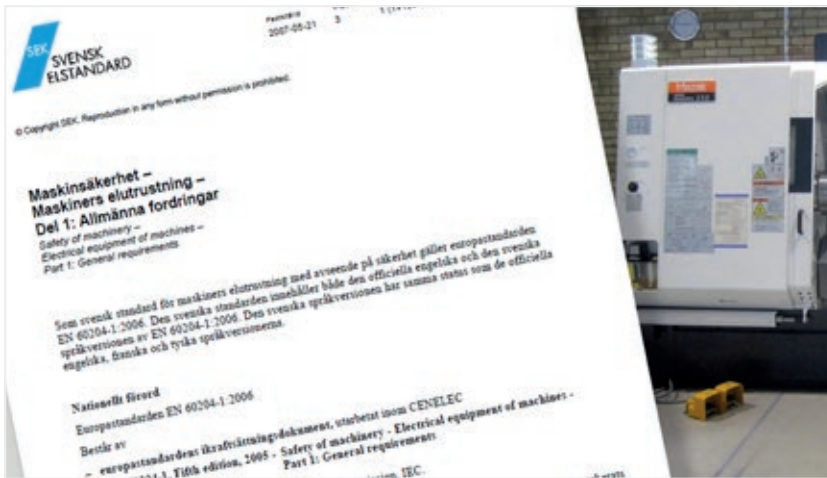 SEK
SVENSK
ELSTANDARD
2007-05-21 3
© Copyright SEK. Reproduction in any form without permission is prohibited.
Maskinsäkerhet –
Maskiners elutrustning –
Del 1: Allmänna fordringar
Safety of machinery –
Electrical equipment of machines –
Part 1: General requirements
Som svensk standard för maskiners elutrustning med avseende på säkerhet gäller europastandarden
EN 60204-1:2006. Den svenska standarden innehåller både den officiella engelska och den svenska
språkversionen av EN 60204-1:2006. Den svenska språkversionen har samma status som de officiella
engelska, franska och tyska språkversionerna.
Nationellt förord
Europastandarden EN 60204-1:2006
Består av
– europastandardens ikraftsättningsdokument, utarbetat inom CENELEC
Fifth edition, 2005 - Safety of machinery - Electrical equipment of machines -
Part 1: General requirements
IEC.